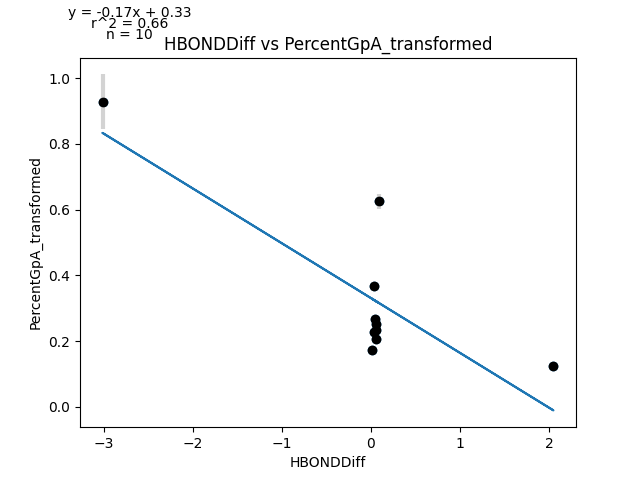 y = -0.17x + 0.33
r^2 = 0.66
n = 10
HBONDDiff vs PercentGpA_transformed
PercentGpA_transformed
1.0
0.8
0.6
0.4
0.2
0.0
−3
−2
−1
0
1
2
HBONDDiff